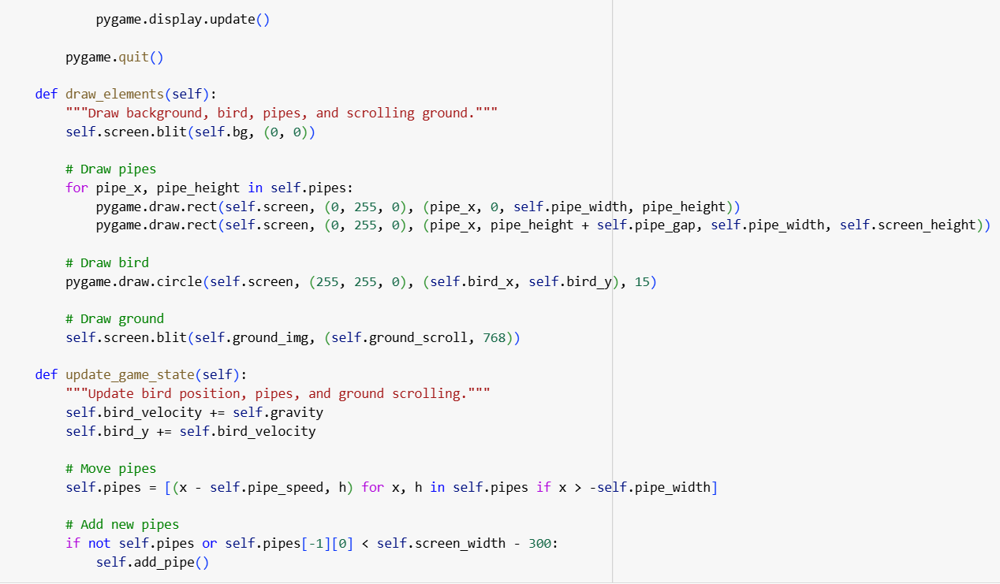 pygame.display.update()

        pygame.quit()

    def draw_elements(self):
        """Draw background, bird, pipes, and scrolling ground."""
        self.screen.blit(self.bg, (0, 0))

        # Draw pipes
        for pipe_x, pipe_height in self.pipes:
            pygame.draw.rect(self.screen, (0, 255, 0), (pipe_x, 0, self.pipe_width, pipe_height))
            pygame.draw.rect(self.screen, (0, 255, 0), (pipe_x, pipe_height + self.pipe_gap, self.pipe_width, self.screen_height))

        # Draw bird
        pygame.draw.circle(self.screen, (255, 255, 0), (self.bird_x, self.bird_y), 15)

        # Draw ground
        self.screen.blit(self.ground_img, (self.ground_scroll, 768))

    def update_game_state(self):
        """Update bird position, pipes, and ground scrolling."""
        self.bird_velocity += self.gravity
        self.bird_y += self.bird_velocity

        # Move pipes
        self.pipes = [(x - self.pipe_speed, h) for x, h in self.pipes if x > -self.pipe_width]

        # Add new pipes
        if not self.pipes or self.pipes[-1][0] < self.screen_width - 300:
            self.add_pipe()